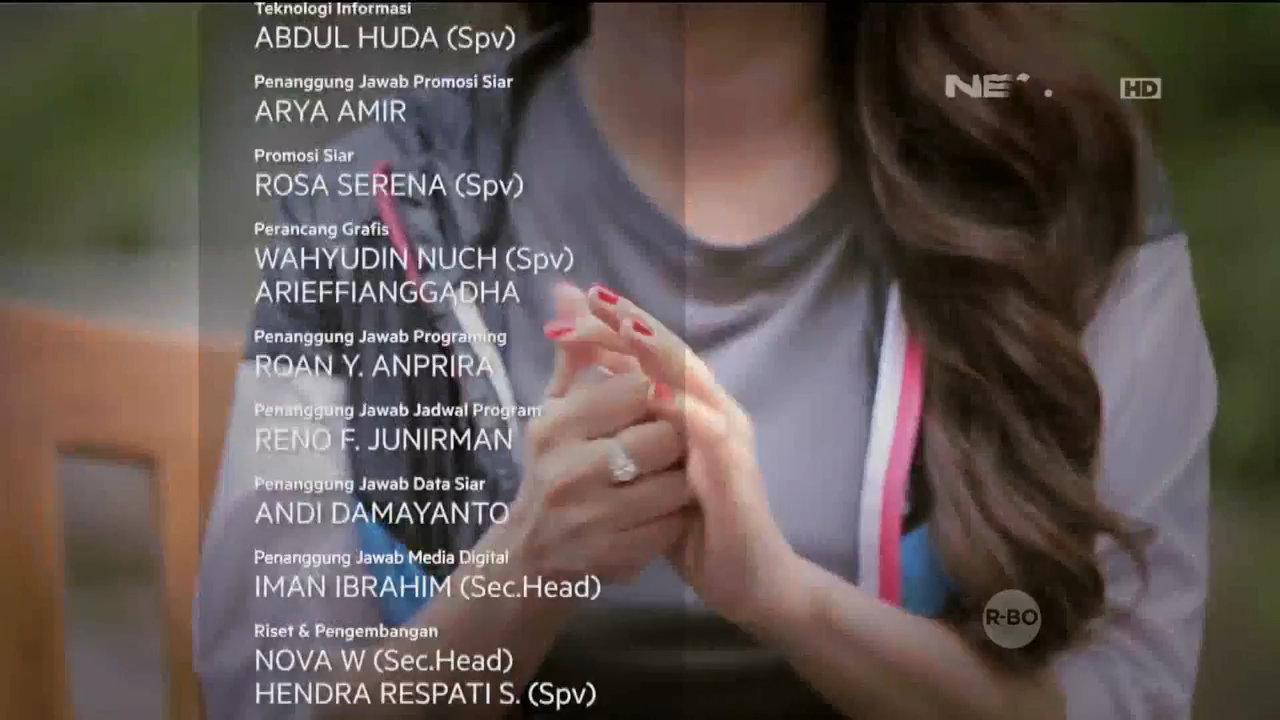 Teknologi Informasi
ABDUL HUDA (Spv)
Penanggung Jawab Promosi Siar
ARYA AMIR
Promosi Siar
ROSA SERENA (Spv)
Perancang Grafis
WAHYUDIN NUCH (Spv)
ARIEFFIANGGADHA
Penanggung Jawab Programing
ROAN Y. ANPRIRA
Penanggung Jawab Jadwal Program
RENO F. JUNIRMAN
Penanggung Jawab Data Siar
ANDI DAMAYANTO
Penanggung Jawab Media Digital
IMAN IBRAHIM (Sec.Head)
Riset & Pengembangan
NOVA W (Sec.Head)
HENDRA RESPATI S. (Spv)
HD
R-BO